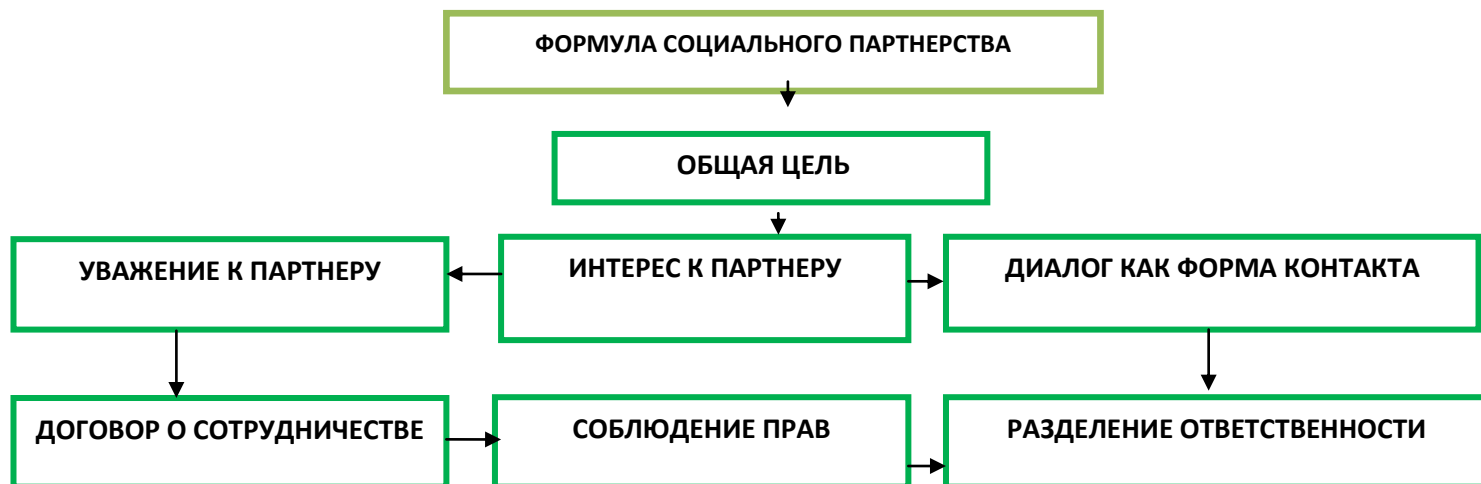 ФОРМУЛА СОЦИАЛЬНОГО ПАРТНЕРСТВА
ОБЩАЯ ЦЕЛЬ
УВАЖЕНИЕ К ПАРТНЕРУ
ИНТЕРЕС К ПАРТНЕРУ
ДИАЛОГ КАК ФОРМА КОНТАКТА
ДОГОВОР О СОТРУДНИЧЕСТВЕ
СОБЛЮДЕНИЕ ПРАВ
РАЗДЕЛЕНИЕ ОТВЕТСТВЕННОСТИ